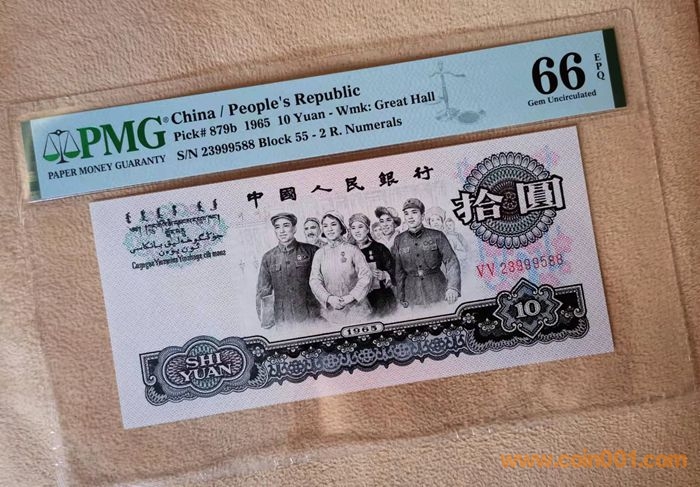 PMG
PAPER MONEY GUARANTY
China / People's Republic
Pick# 879b 1965 10 Yuan - Wmk: Great Hall
S/N 23999588 Block 55 - 2 R. Numerals
66
EPQ
Gem Uncirculated
中國人民銀行
拾圓
VV 23999588
1965
SHI
YUAN
10
www.coin001.com